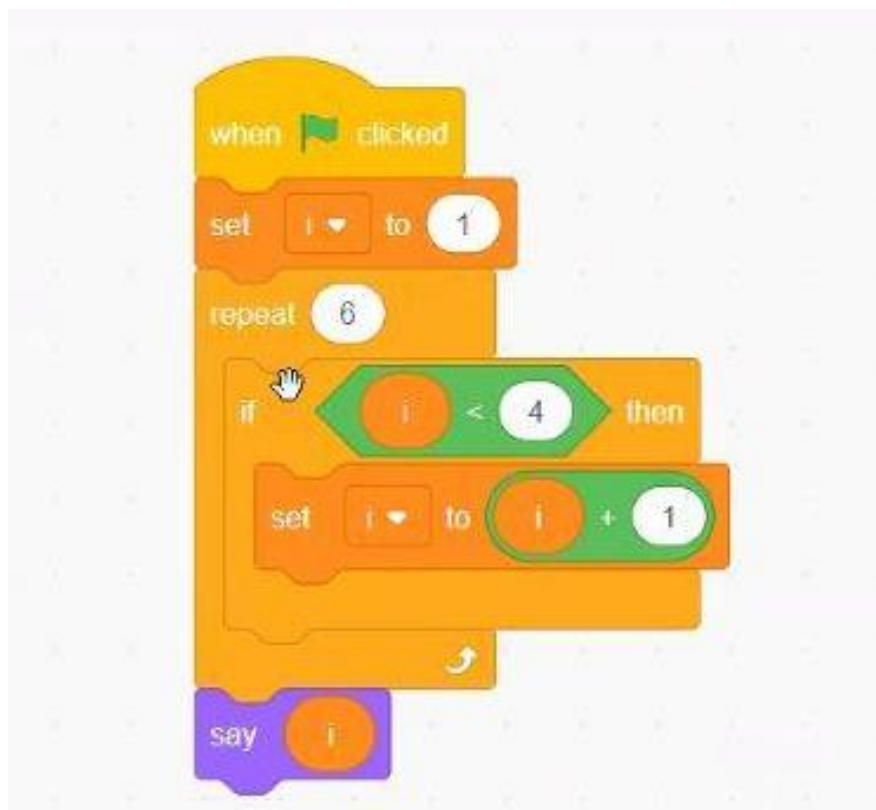 when clicked
set i to 1
repeat 6
if i < 4 then
set i to i + 1
say i